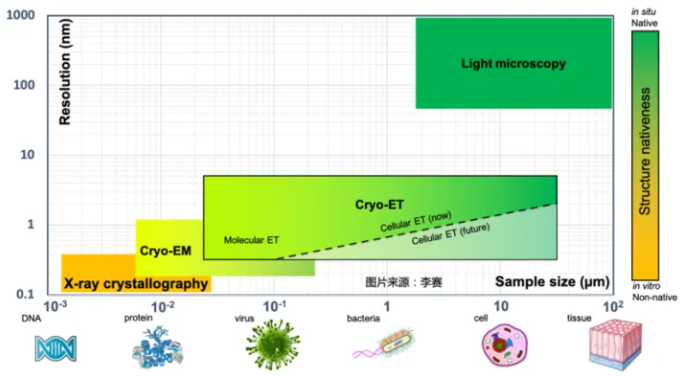 1000
100
10
1
0.1
Resolution (nm)
Light microscopy
Cryo-ET
Cellular ET (now)
Cellular ET (future)
Molecular ET
Cryo-EM
X-ray crystallography
图片来源：李赛
Sample size (µm)
10-3
10-2
10-1
1
10
10²
DNA
protein
virus
bacteria
cell
tissue
in situ
Native
Structure nativeness
in vitro
Non-native